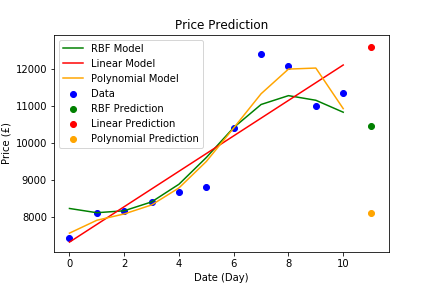 Price Prediction
RBF Model
Linear Model
Polynomial Model
Data
RBF Prediction
Linear Prediction
Polynomial Prediction
12000
11000
10000
9000
8000
Price (£)
0 2 4 6 8 10
Date (Day)